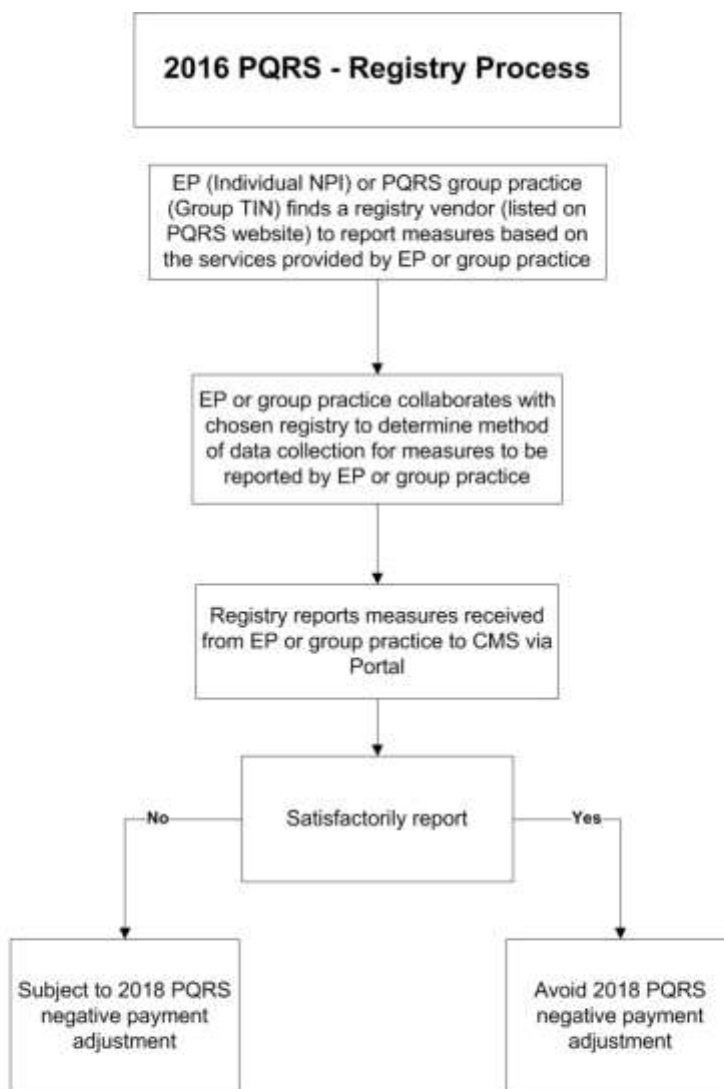 2016 PQRS - Registry Process
EP (Individual NPI) or PQRS group practice
(Group TIN) finds a registry vendor (listed on
PQRS website) to report measures based on
the services provided by EP or group practice
EP or group practice collaborates with
chosen registry to determine method
of data collection for measures to be
reported by EP or group practice
Registry reports measures received
from EP or group practice to CMS via
Portal
Satisfactorily report
No
Yes
Subject to 2018 PQRS
negative payment
adjustment
Avoid 2018 PQRS
negative payment
adjustment